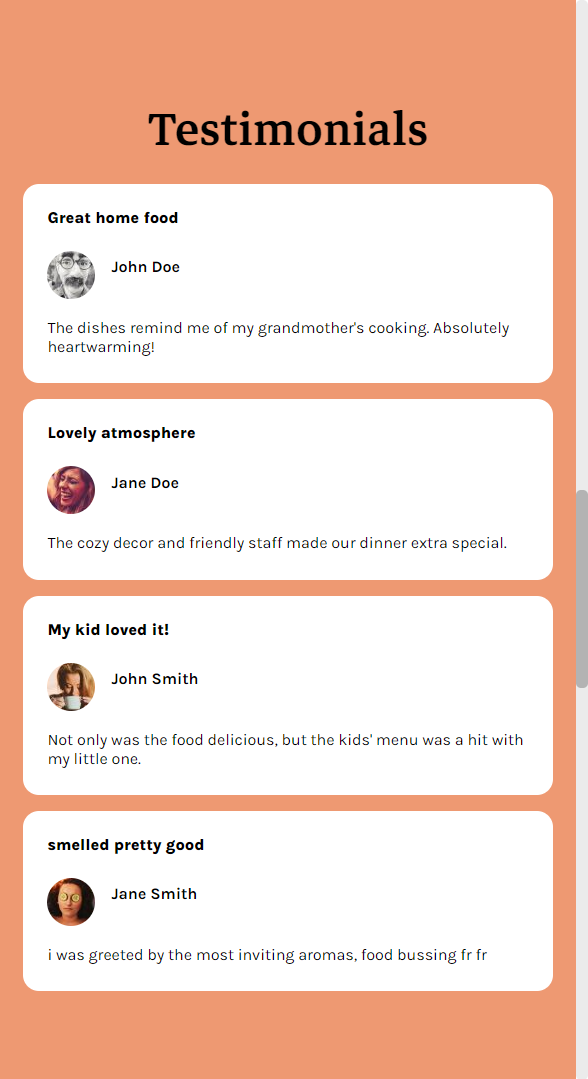 Testimonials
Great home food
John Doe
The dishes remind me of my grandmother's cooking. Absolutely
heartwarming!
Lovely atmosphere
Jane Doe
The cozy decor and friendly staff made our dinner extra special.
My kid loved it!
John Smith
Not only was the food delicious, but the kids' menu was a hit with
my little one.
smelled pretty good
Jane Smith
i was greeted by the most inviting aromas, food bussing fr fr